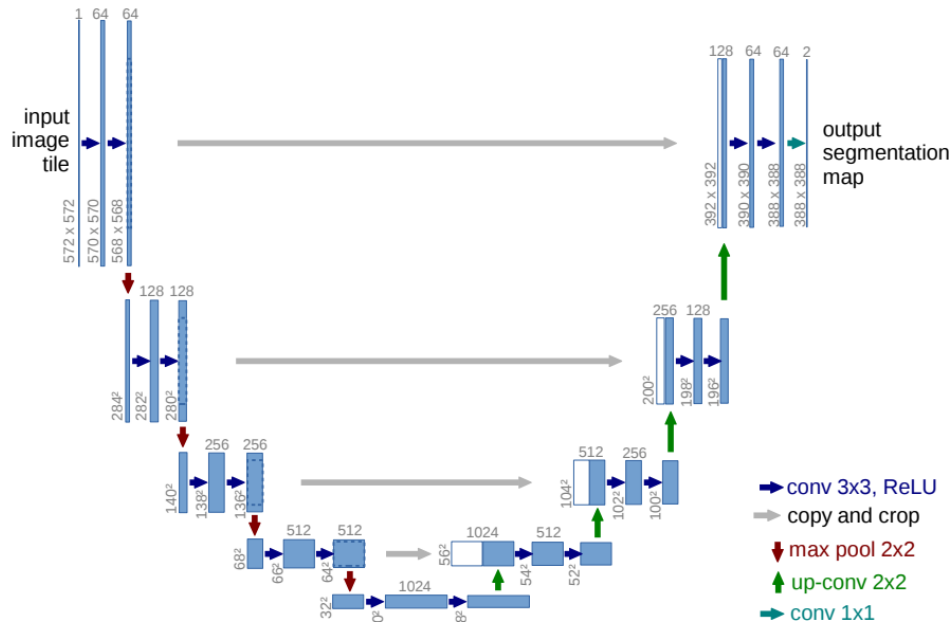 1 64 64
input
image
tile
572 x 572
570 x 570
568 x 568
128 64 64 2
output
segmentation
map
392 x 392
390 x 390
388 x 388
388 x 388
128 128
284²
282²
280²
256 128
200²
198²
196²
256 256
140²
138²
136²
512 256
104²
102²
100²
512 512
68²
66²
64²
1024 512
56²
54²
52²
1024
32²
0²
8²
conv 3x3, ReLU
copy and crop
max pool 2x2
up-conv 2x2
conv 1x1